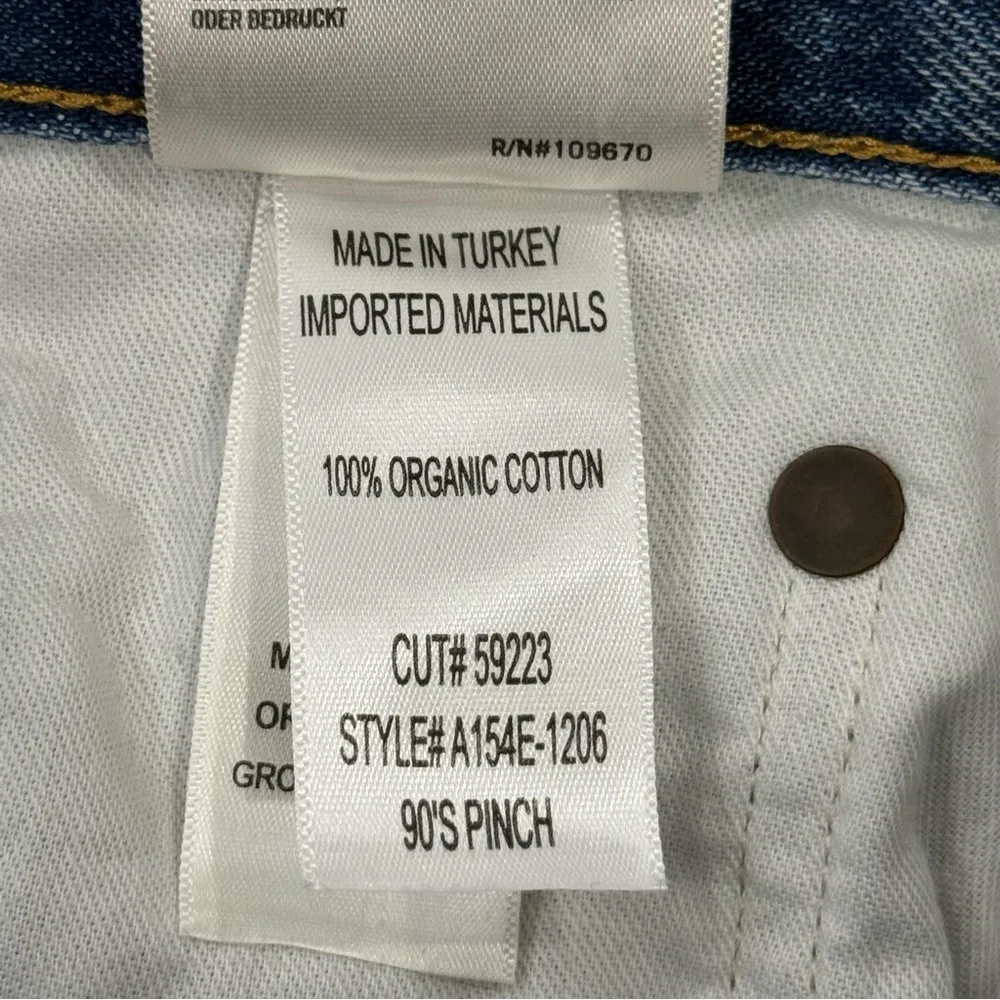 ODER BEDRUCKT
R/N#109670
MADE IN TURKEY
IMPORTED MATERIALS
100% ORGANIC COTTON
CUT# 59223
STYLE# A154E-1206
90'S PINCH